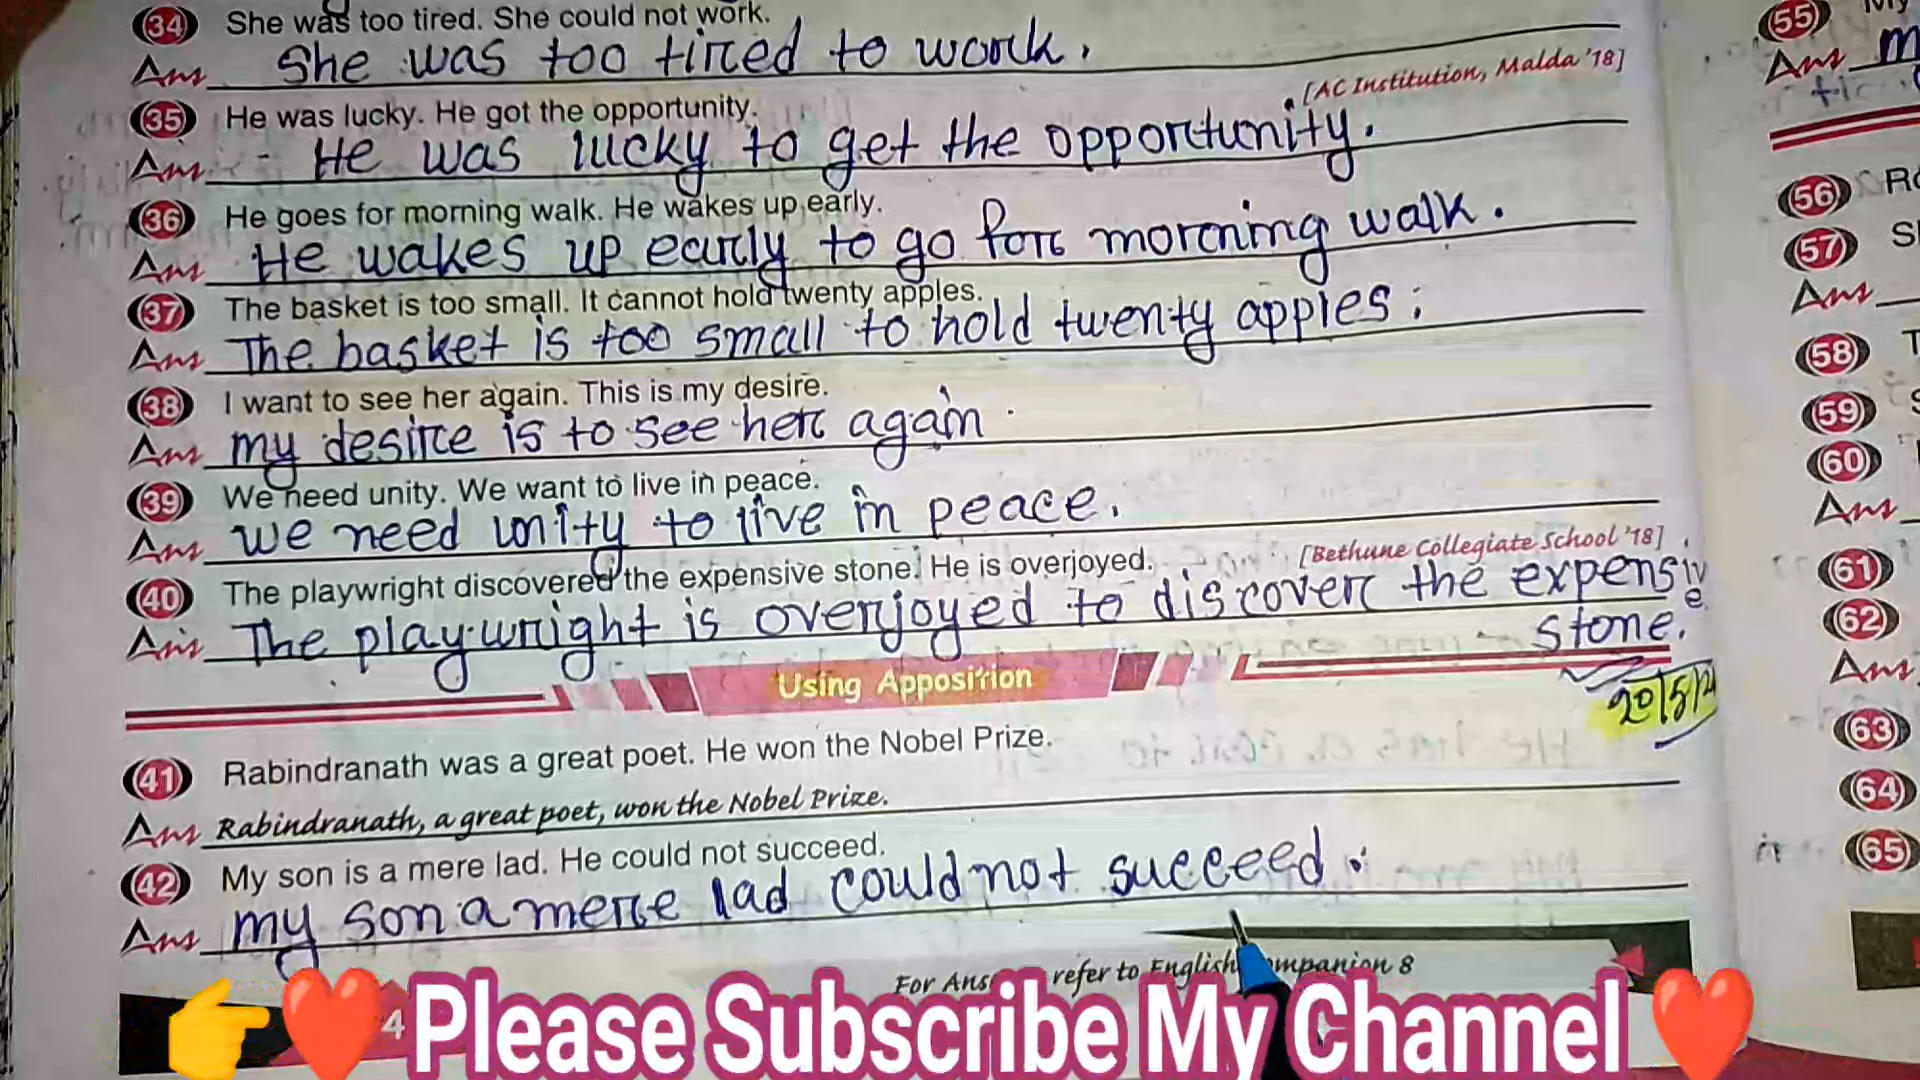 34 She was too tired. She could not work.
Ans She was too tired to work.
[AC Institution, Malda '18]
35 He was lucky. He got the opportunity.
Ans He was lucky to get the opportunity.
36 He goes for morning walk. He wakes up early.
Ans He wakes up early to go for morning walk.
37 The basket is too small. It cannot hold twenty apples.
Ans The basket is too small to hold twenty apples.
38 I want to see her again. This is my desire.
Ans my desire is to see her again.
39 We need unity. We want to live in peace.
Ans we need unity to live in peace.
[Bethune Collegiate School '18]
40 The playwright discovered the expensive stone. He is overjoyed.
Ans The playwright is overjoyed to discover the expensive
stone.
Using Apposition
41 Rabindranath was a great poet. He won the Nobel Prize.
Ans Rabindranath, a great poet, won the Nobel Prize.
42 My son is a mere lad. He could not succeed.
Ans my son a mere lad could not succeed.
refer to English
8
4 Please Subscribe My Channel
55
Ans
56
57
Ans
58
59
60
Ans
61
62
Ans
63
64
65